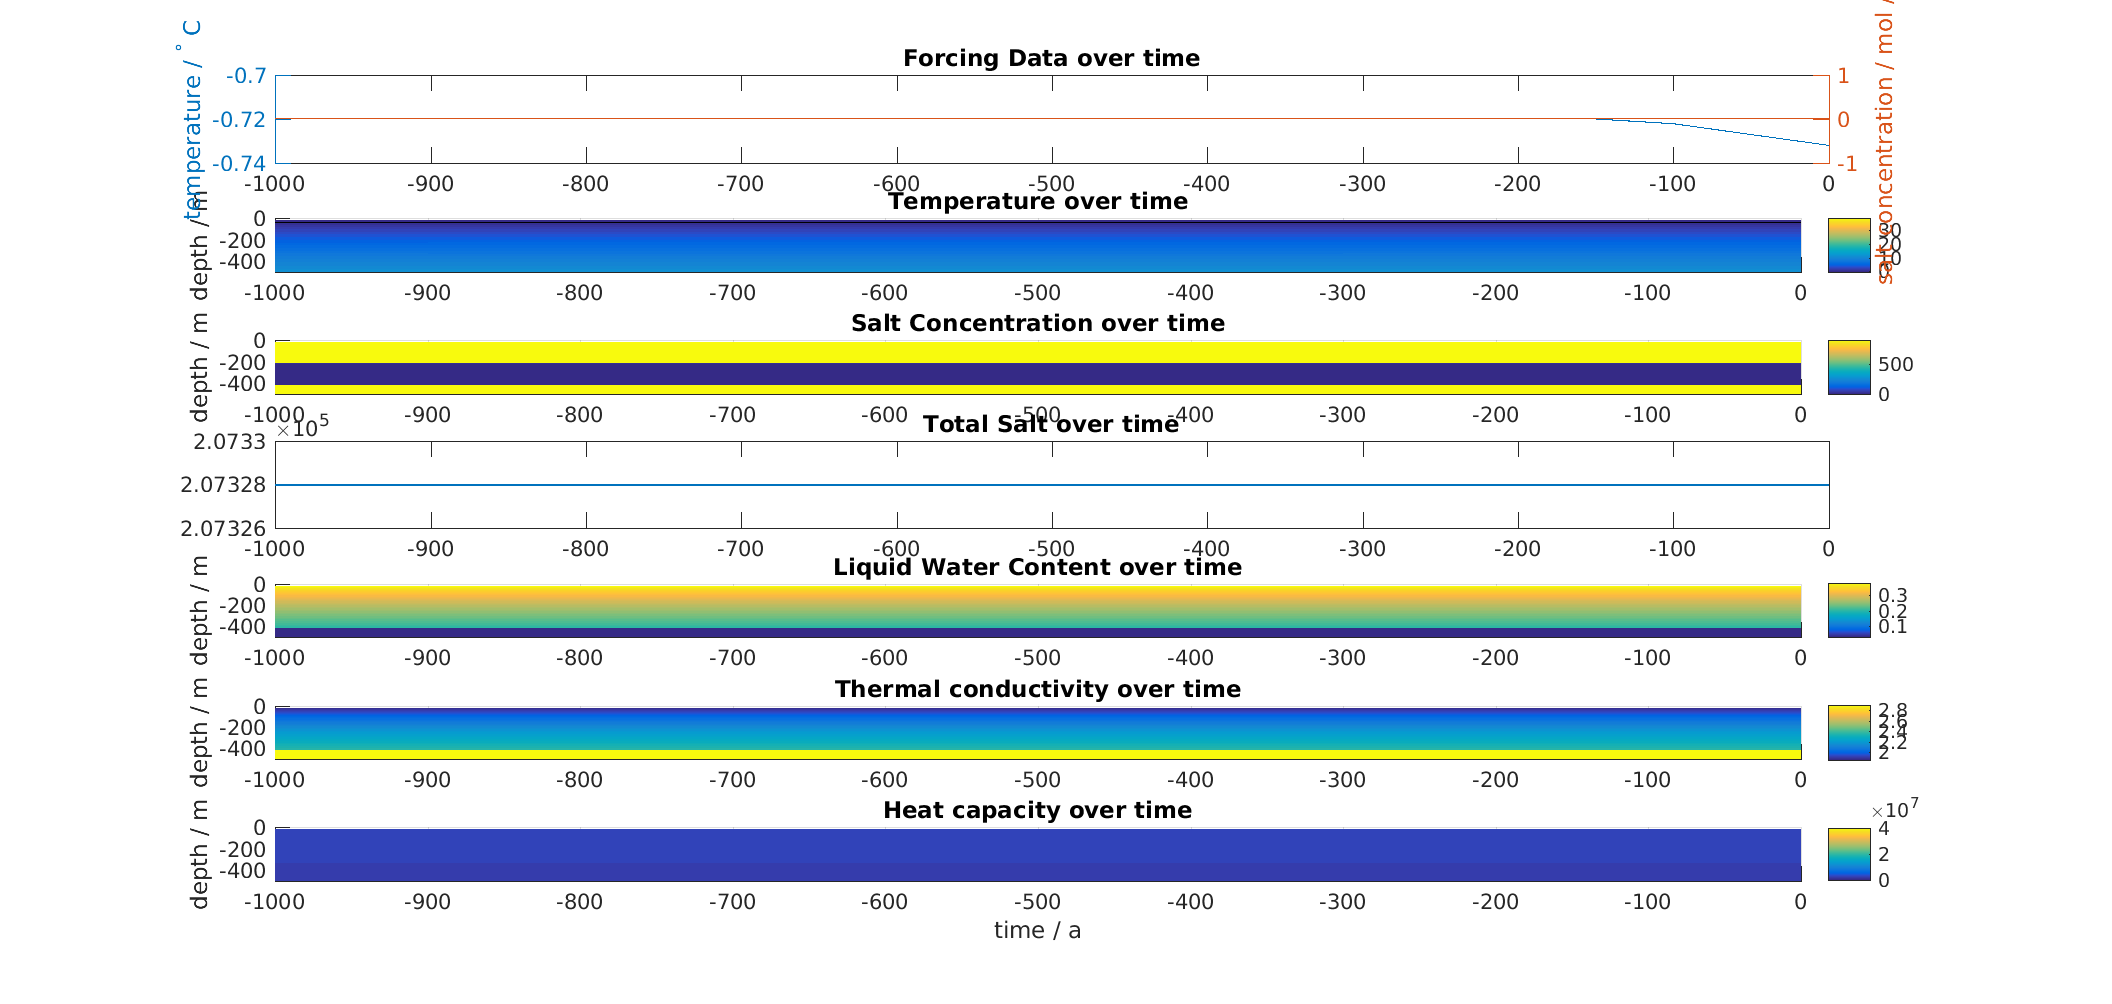 Forcing Data over time
temperature / ° C
-0.7
-0.72
-0.74
1
0
-1
salt concentration / mol /
-1000 -900 -800 -700 -600 -500 -400 -300 -200 -100 0
Temperature over time
depth / m
0
-200
-400
30
20
10
0
-1000 -900 -800 -700 -600 -500 -400 -300 -200 -100 0
Salt Concentration over time
depth / m
0
-200
-400
500
0
-1000 -900 -800 -700 -600 -500 -400 -300 -200 -100 0
Total Salt over time
×10^5
2.0733
2.07328
2.07326
-1000 -900 -800 -700 -600 -500 -400 -300 -200 -100 0
Liquid Water Content over time
depth / m
0
-200
-400
0.3
0.2
0.1
-1000 -900 -800 -700 -600 -500 -400 -300 -200 -100 0
Thermal conductivity over time
depth / m
0
-200
-400
2.8
2.6
2.4
2.2
2
-1000 -900 -800 -700 -600 -500 -400 -300 -200 -100 0
Heat capacity over time
depth / m
0
-200
-400
×10^7
4
2
0
-1000 -900 -800 -700 -600 -500 -400 -300 -200 -100 0
time / a